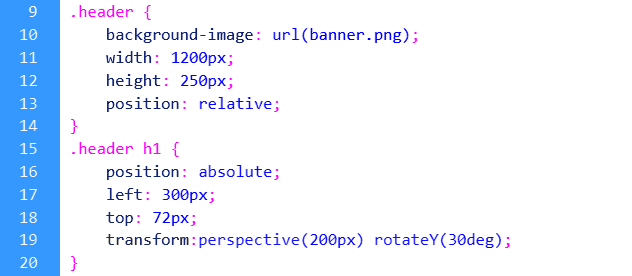 9 .header {
10 background-image: url(banner.png);
11 width: 1200px;
12 height: 250px;
13 position: relative;
14 }
15 .header h1 {
16 position: absolute;
17 left: 300px;
18 top: 72px;
19 transform:perspective(200px) rotateY(30deg);
20 }